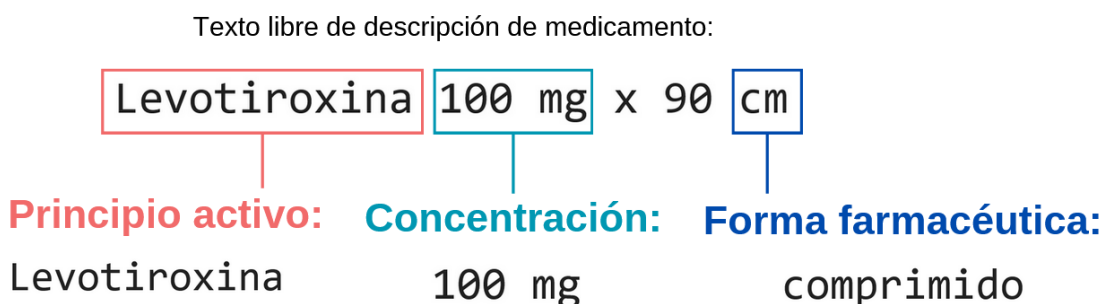 Texto libre de descripción de medicamento:
Levotiroxina 100 mg x 90 cm
Principio activo: Concentración: Forma farmacéutica:
Levotiroxina 100 mg comprimido